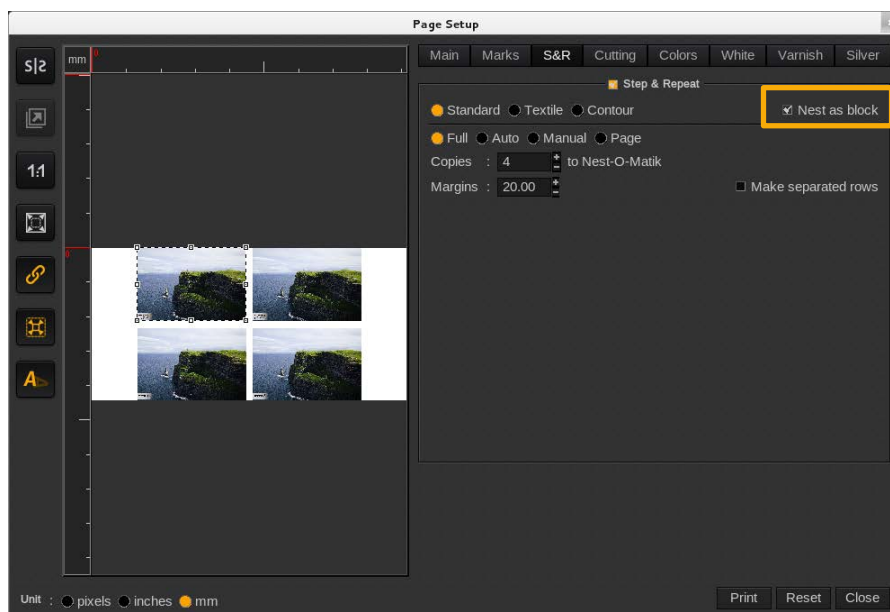 Page Setup
S|S
mm
0
Main Marks S&R Cutting Colors White Varnish Silver
Step & Repeat
Standard Textile Contour
Nest as block
Full Auto Manual Page
1:1
Copies : 4 to Nest-O-Matik
Margins : 20.00
Make separated rows
0
A
Unit : pixels inches mm
Print Reset Close